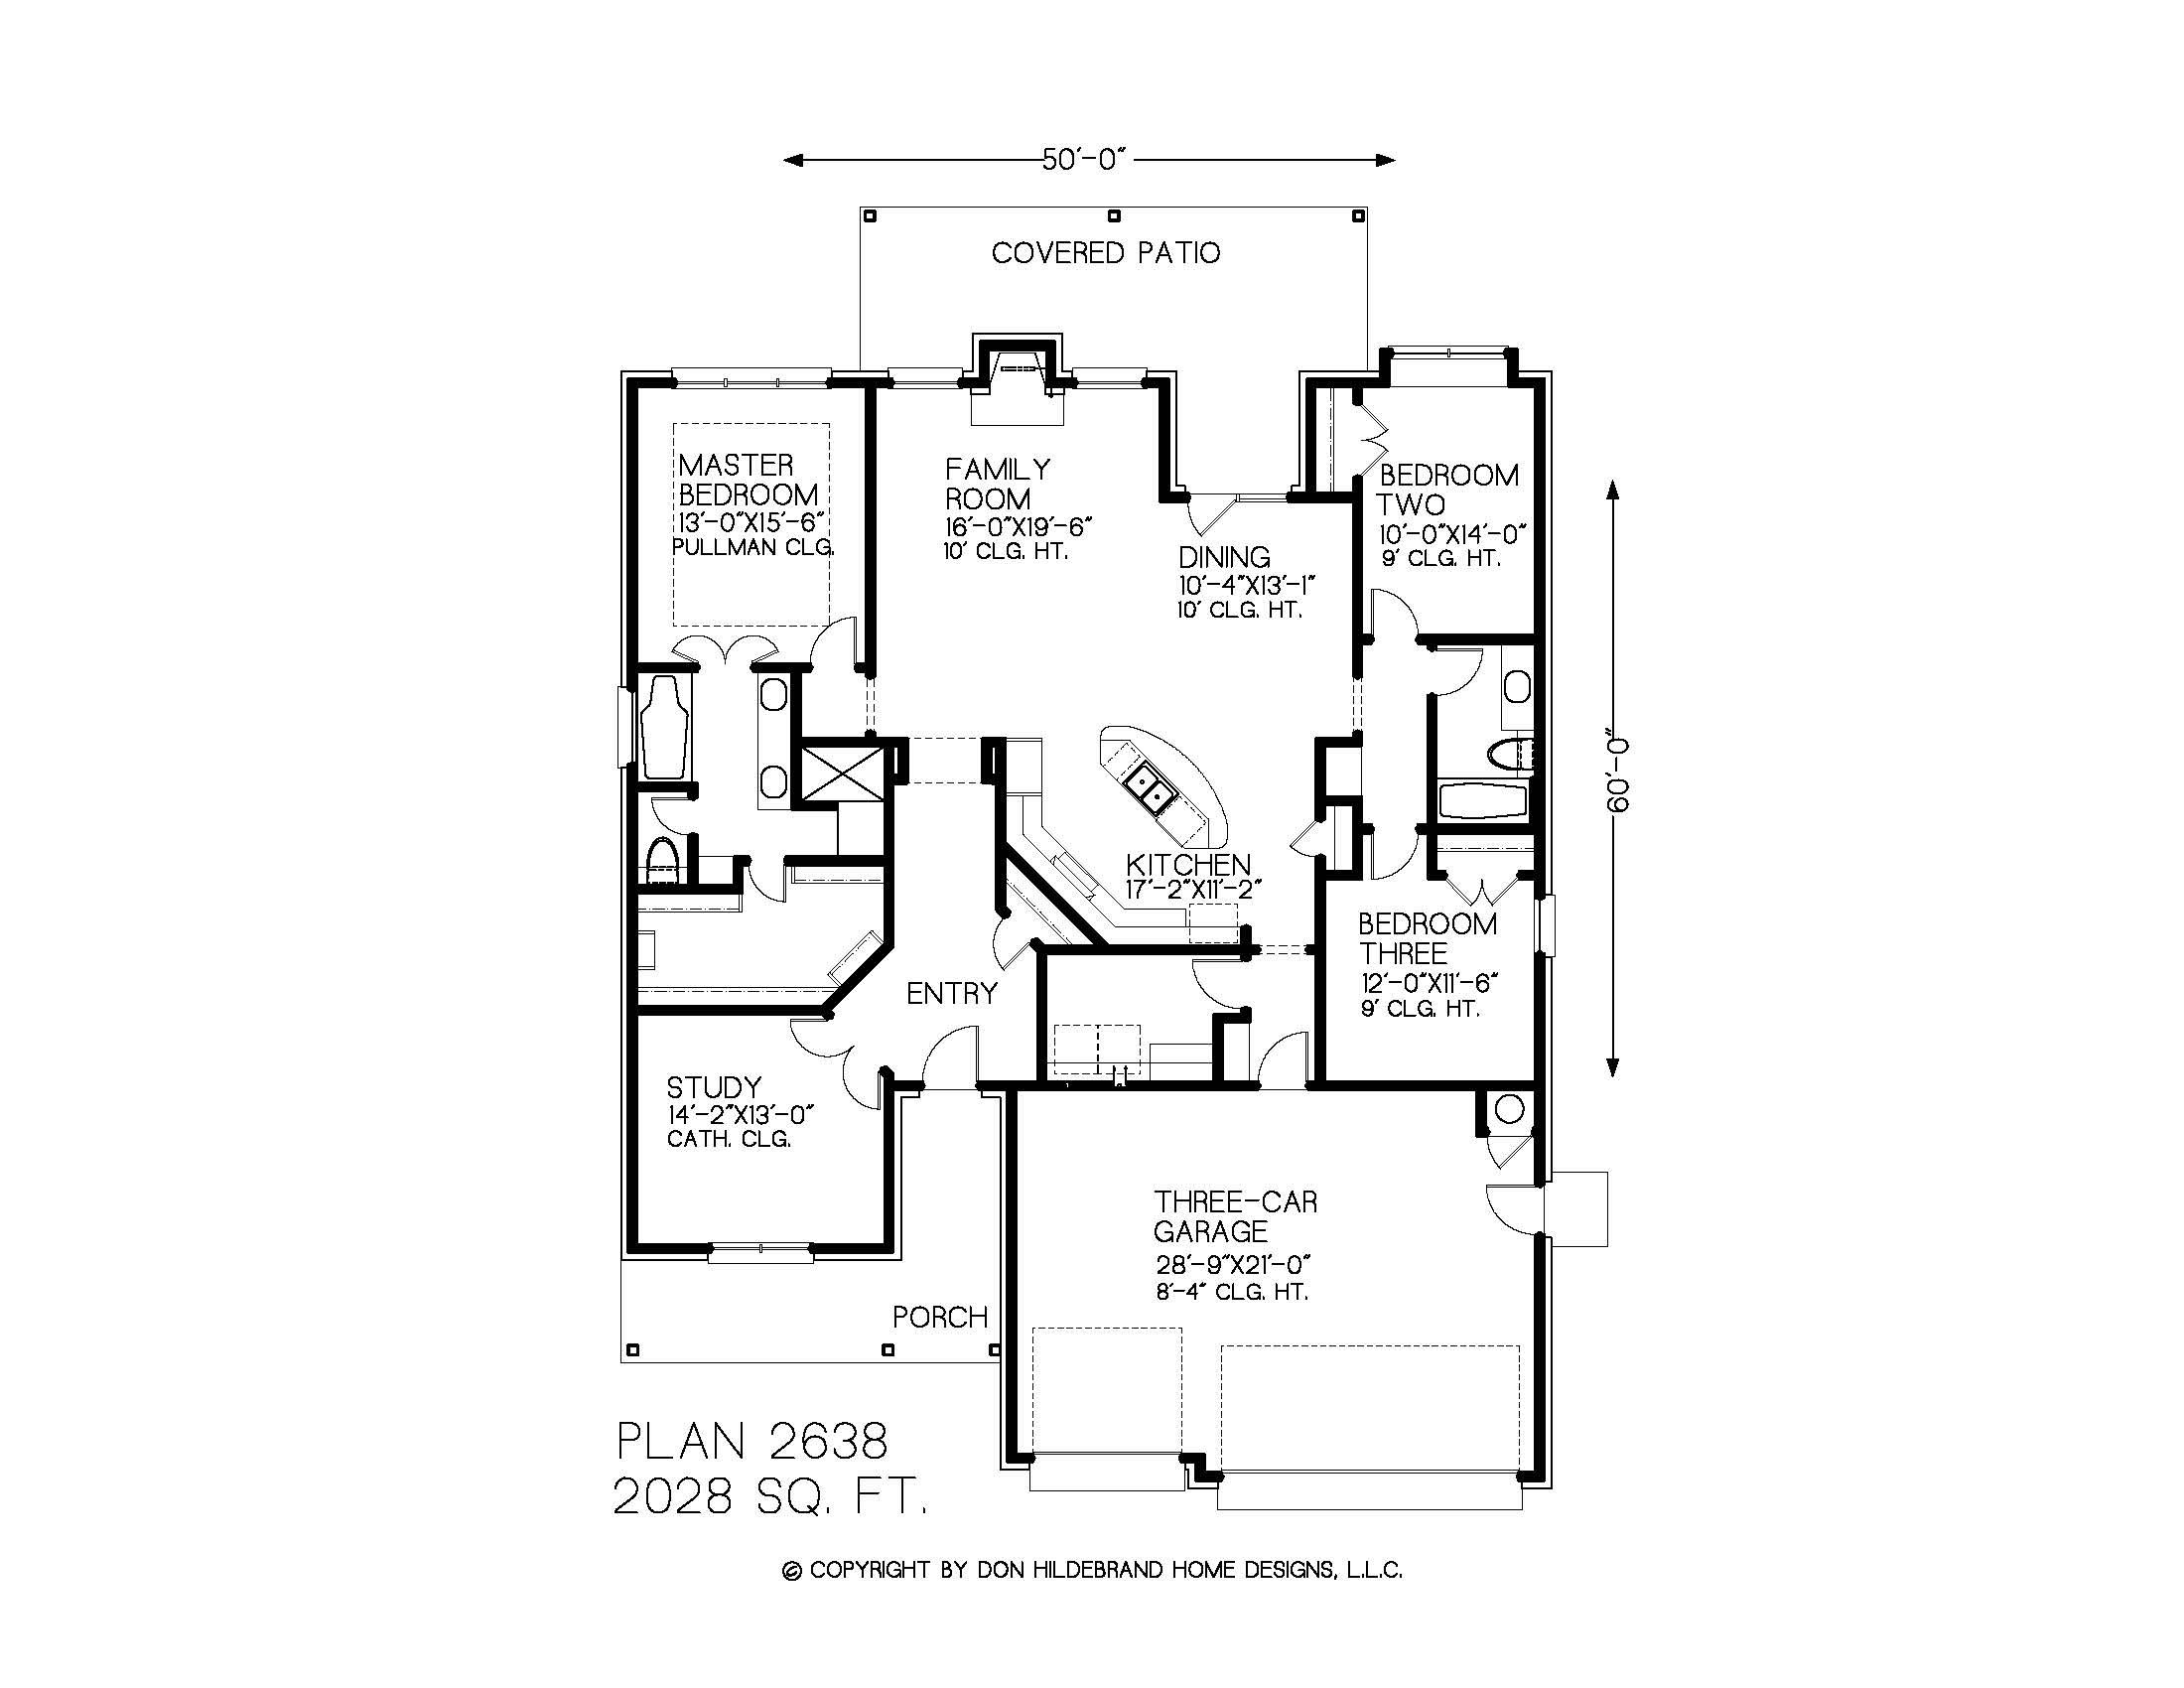 50'-0"
COVERED PATIO
MASTER
BEDROOM
13'-0"X15'-6"
PULLMAN CLG.
FAMILY
ROOM
16'-0"X19'-6"
10' CLG. HT.
DINING
10'-4"X13'-1"
10' CLG. HT.
BEDROOM
TWO
10'-0"X14'-0"
9' CLG. HT.
60'-0"
KITCHEN
17'-2"X11'-2"
BEDROOM
THREE
12'-0"X11'-6"
9' CLG. HT.
ENTRY
STUDY
14'-2"X13'-0"
CATH. CLG.
THREE-CAR
GARAGE
28'-9"X21'-0"
8'-4" CLG. HT.
PORCH
PLAN 2638
2028 SQ. FT.
© COPYRIGHT BY DON HILDEBRAND HOME DESIGNS, L.L.C.